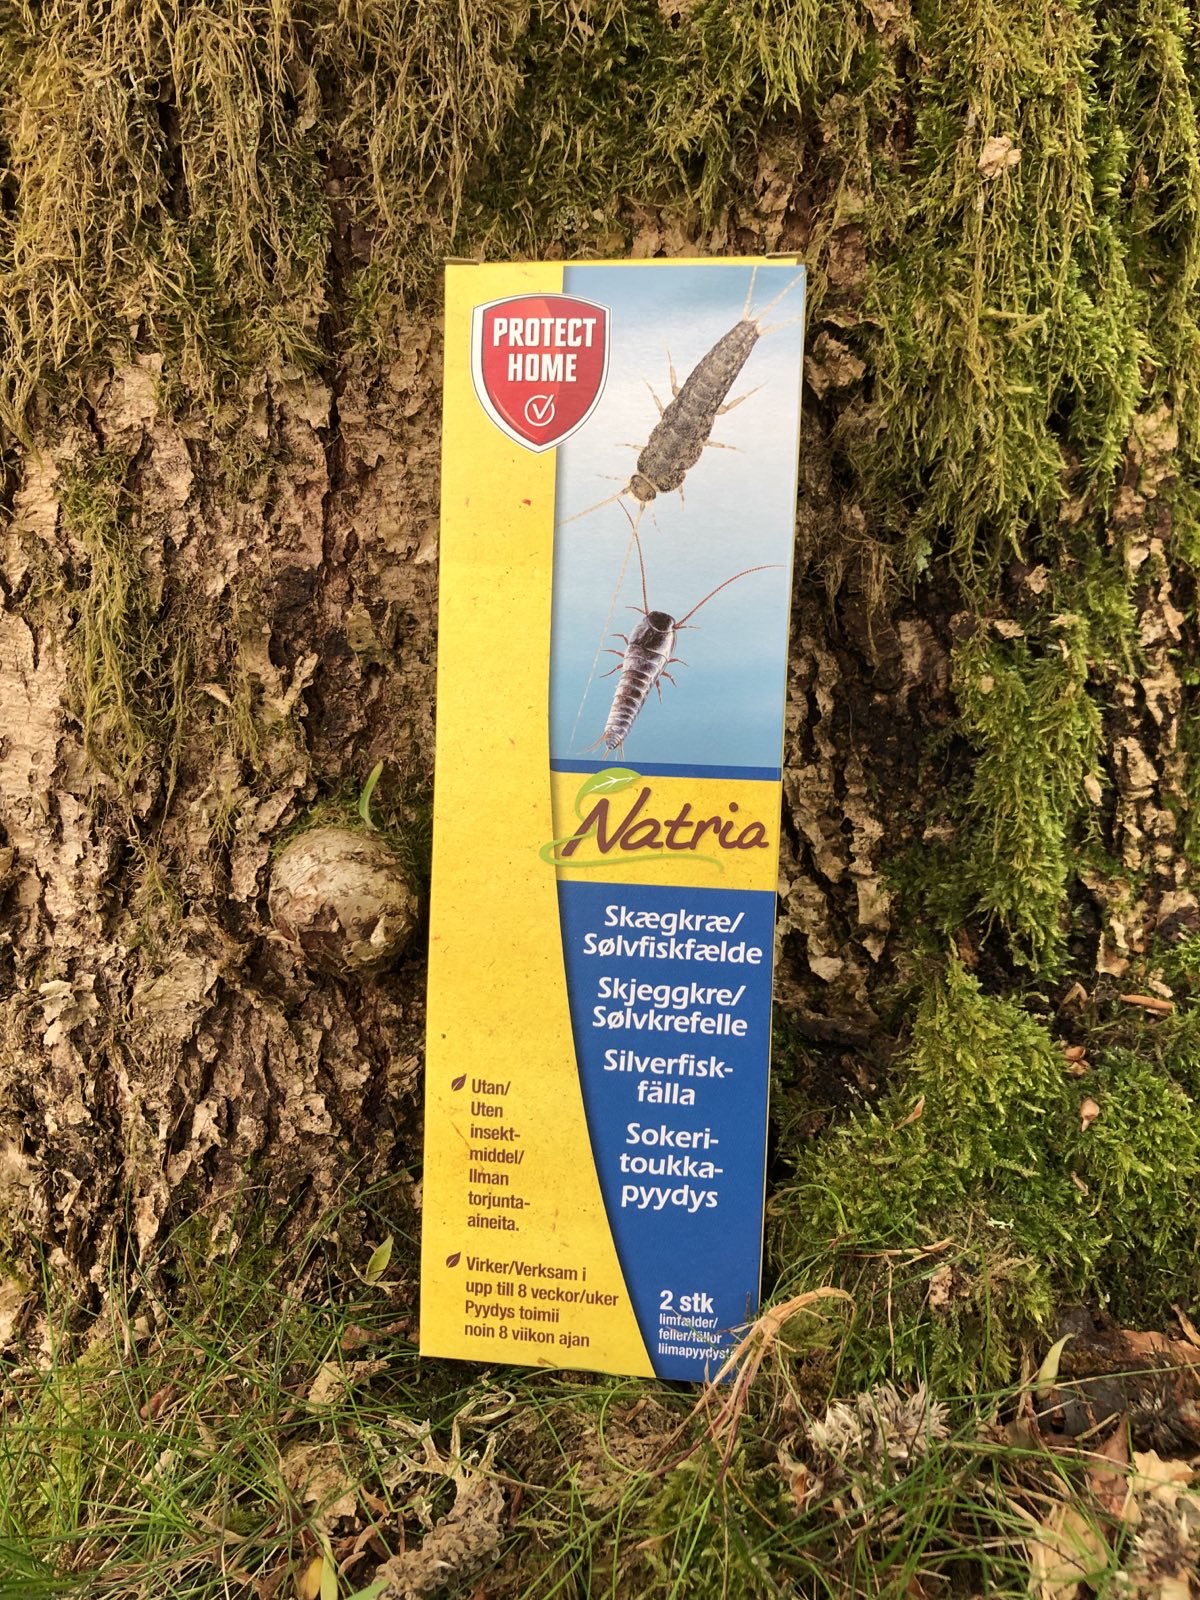 PROTECT
HOME
Natria
Skægkræ/
Sølvfiskfælde
Skjeggkre/
Sølvkrefelle
Silverfisk-
fälla
Sokeri-
toukka-
pyydys
Utan/
Uten
insekt-
middel/
Ilman
torjunta-
aineita.
Virker/Verksam i
upp till 8 veckor/uker
Pyydys toimii
noin 8 viikon ajan
2 stk
limfælder/
feller/fällor